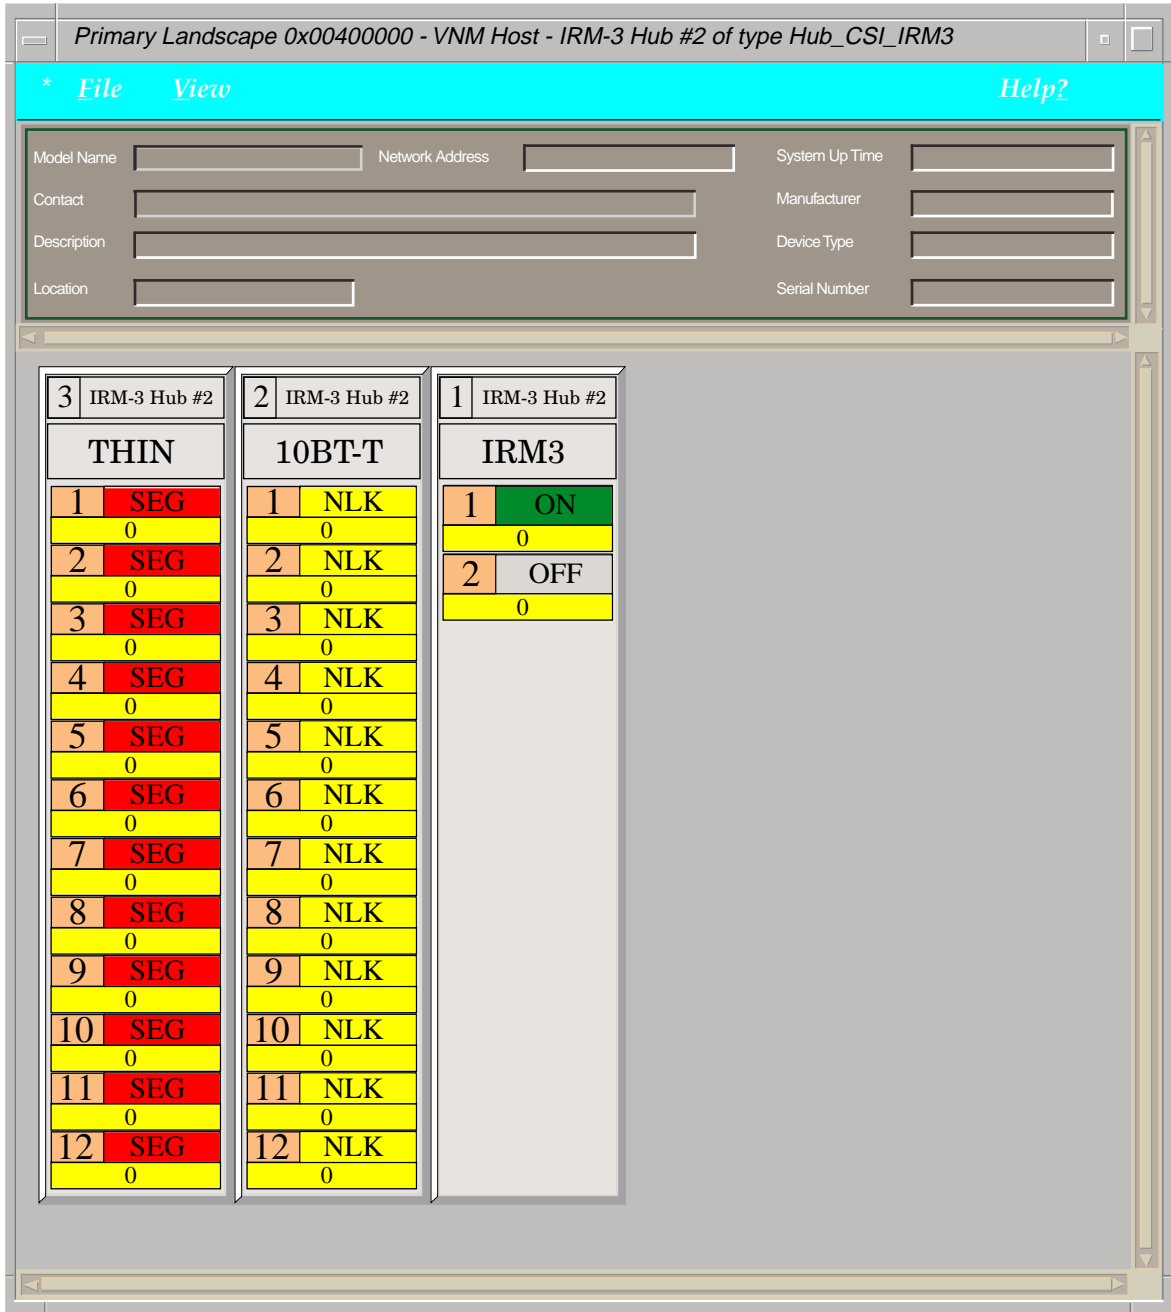 Primary Landscape 0x00400000 - VNM Host - IRM-3 Hub #2 of type Hub_CSI_IRM3
* File View Help?
Model Name Network Address System Up Time
Contact Manufacturer
Description Device Type
Location Serial Number
3 IRM-3 Hub #2 2 IRM-3 Hub #2 1 IRM-3 Hub #2
THIN 10BT-T IRM3
1 SEG 1 NLK 1 ON
0 0 0
2 SEG 2 NLK 2 OFF
0 0 0
3 SEG 3 NLK
0 0
4 SEG 4 NLK
0 0
5 SEG 5 NLK
0 0
6 SEG 6 NLK
0 0
7 SEG 7 NLK
0 0
8 SEG 8 NLK
0 0
9 SEG 9 NLK
0 0
10 SEG 10 NLK
0 0
11 SEG 11 NLK
0 0
12 SEG 12 NLK
0 0